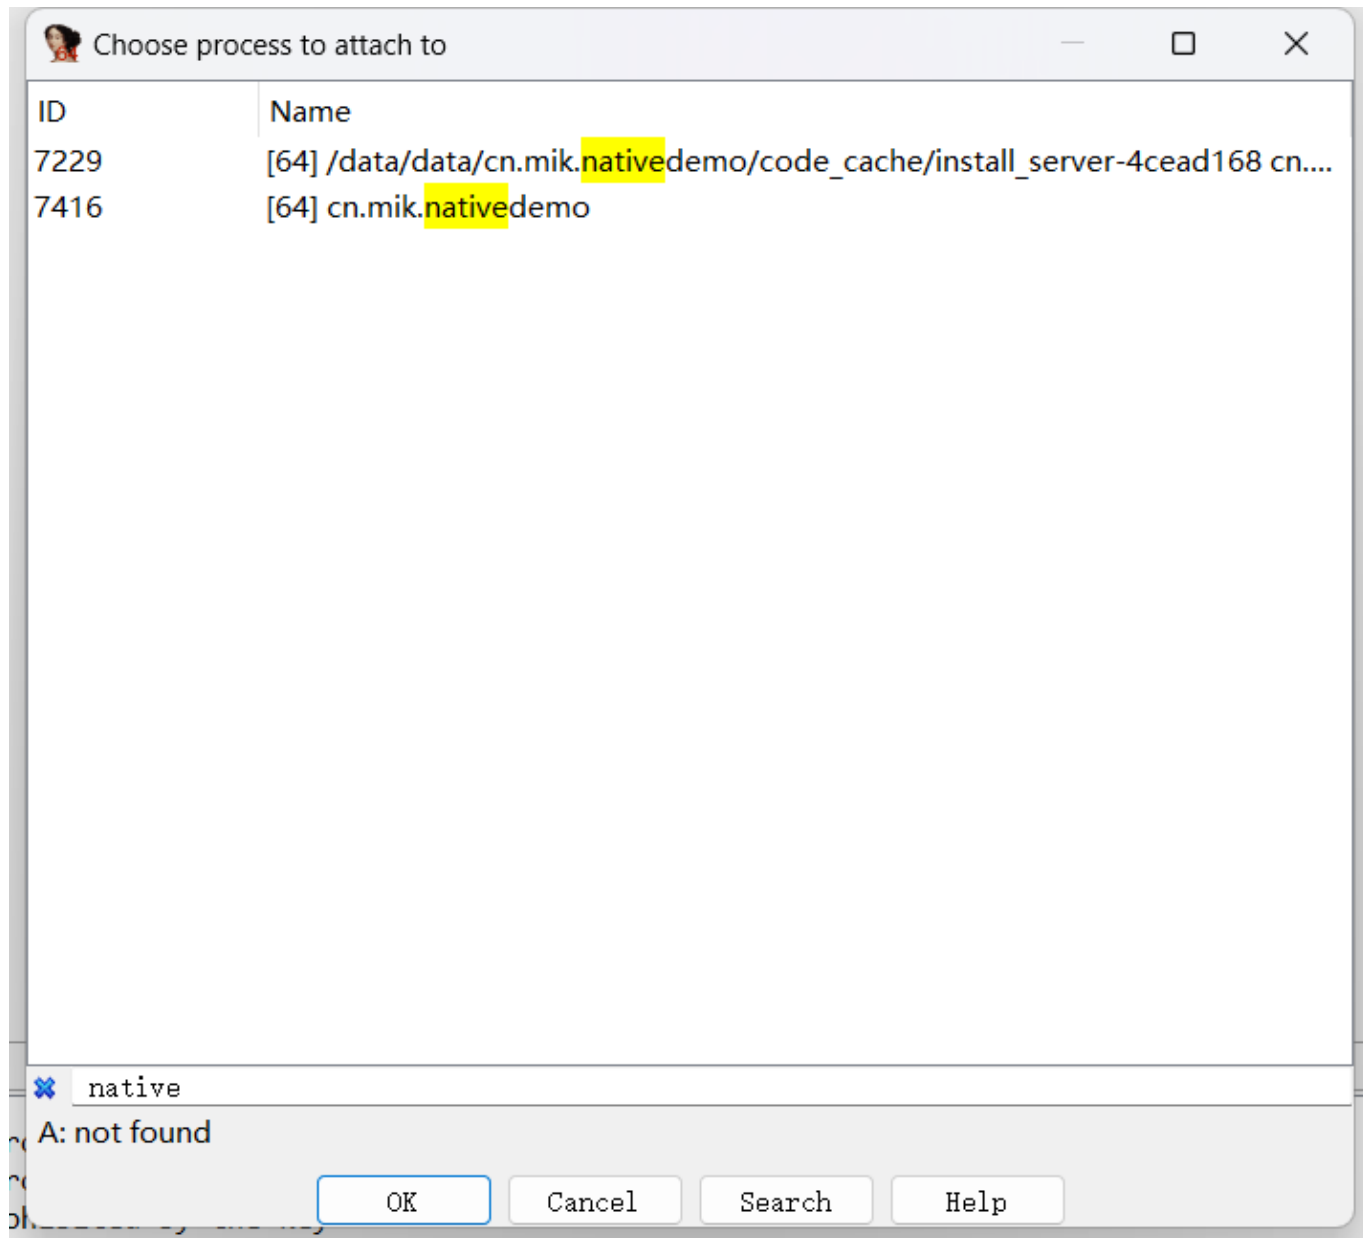 Choose process to attach to
ID Name
7229 [64] /data/data/cn.mik.nativedemo/code_cache/install_server-4cead168 cn....
7416 [64] cn.mik.nativedemo
native
A: not found
OK Cancel Search Help